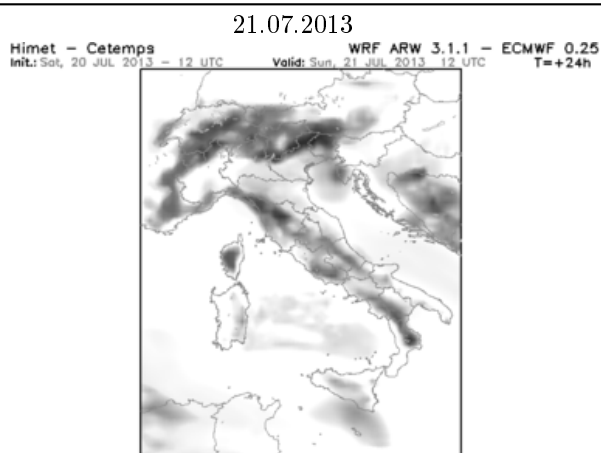 21.07.2013
Himet – Cetemps WRF ARW 3.1.1 – ECMWF 0.25
Init.: Sat, 20 JUL 2013 – 12 UTC Valid: Sun, 21 JUL 2013 12 UTC T=+24h